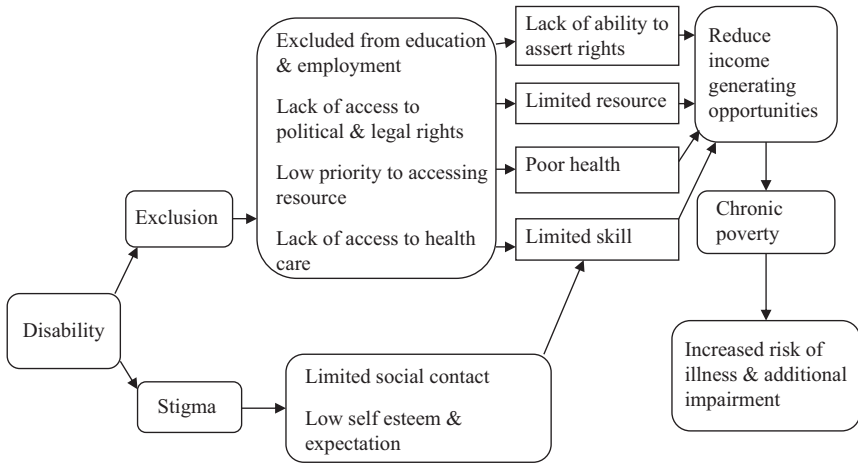 Disability
Exclusion
Stigma
Excluded from education
& employment
Lack of access to
political & legal rights
Low priority to accessing
resource
Lack of access to health
care
Limited social contact
Low self esteem &
expectation
Lack of ability to
assert rights
Limited resource
Poor health
Limited skill
Reduce
income
generating
opportunities
Chronic
poverty
Increased risk of
illness & additional
impairment